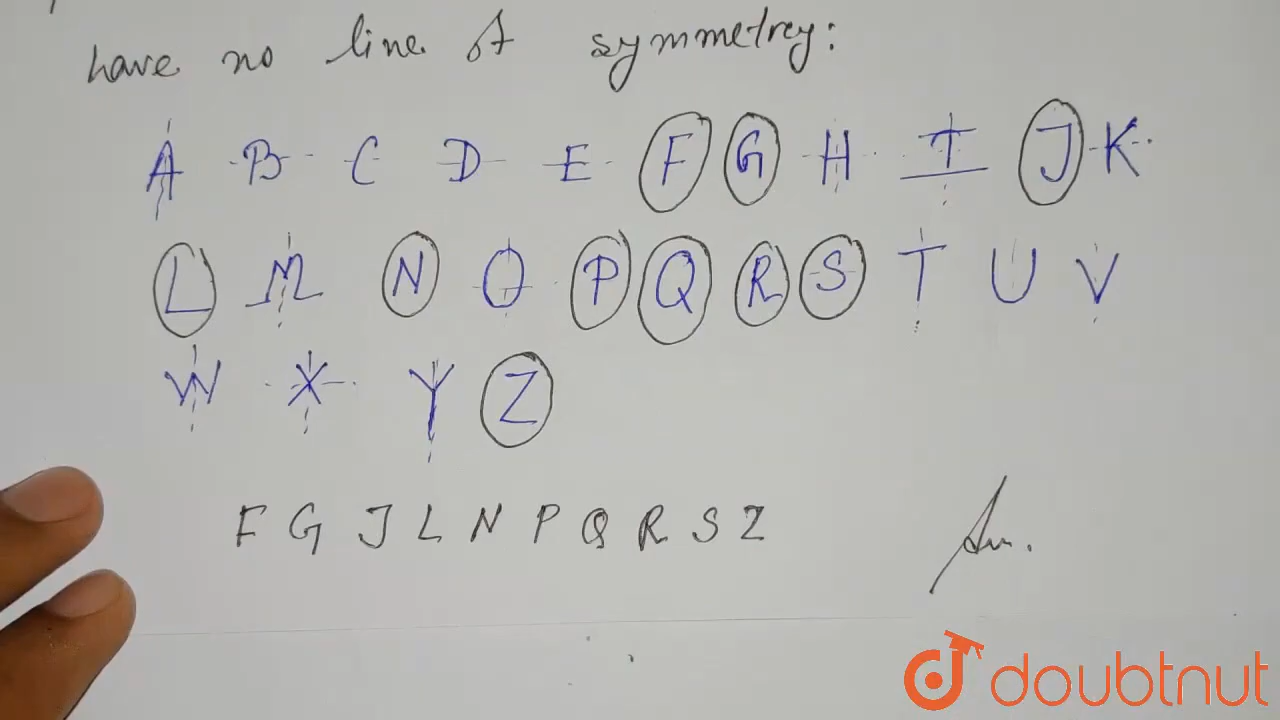 have no line of symmetry:
A B C D E F G H I J K
L M N O P Q R S T U V
W X Y Z
F G J L N P Q R S Z
Ans.
doubtnut